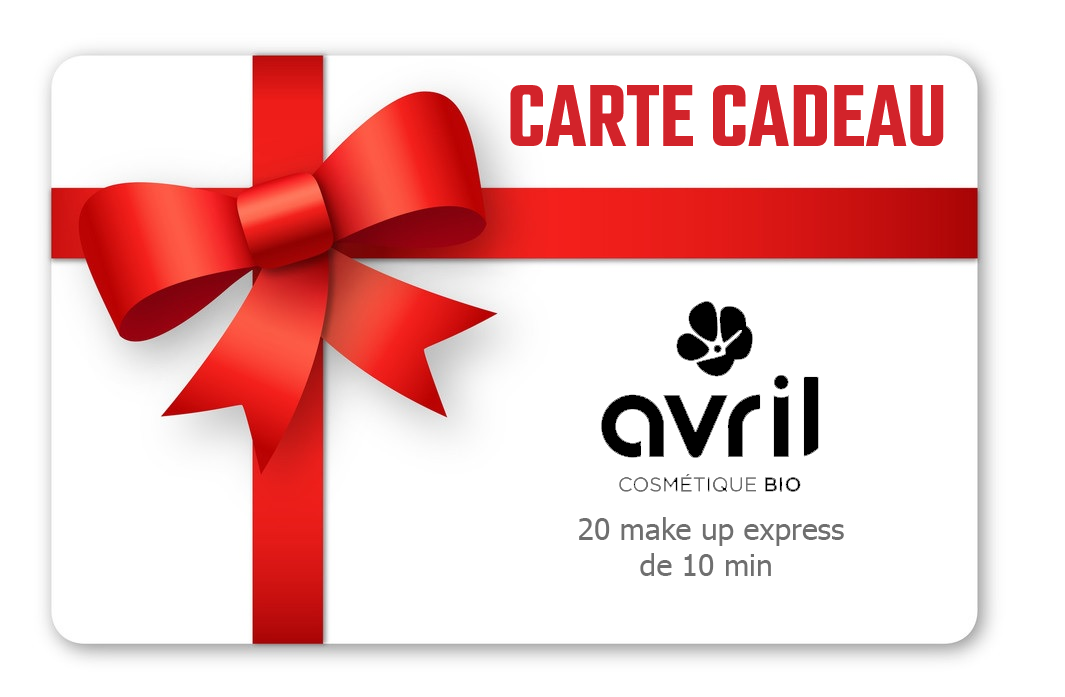 CARTE CADEAU
avril
COSMÉTIQUE BIO
20 make up express
de 10 min